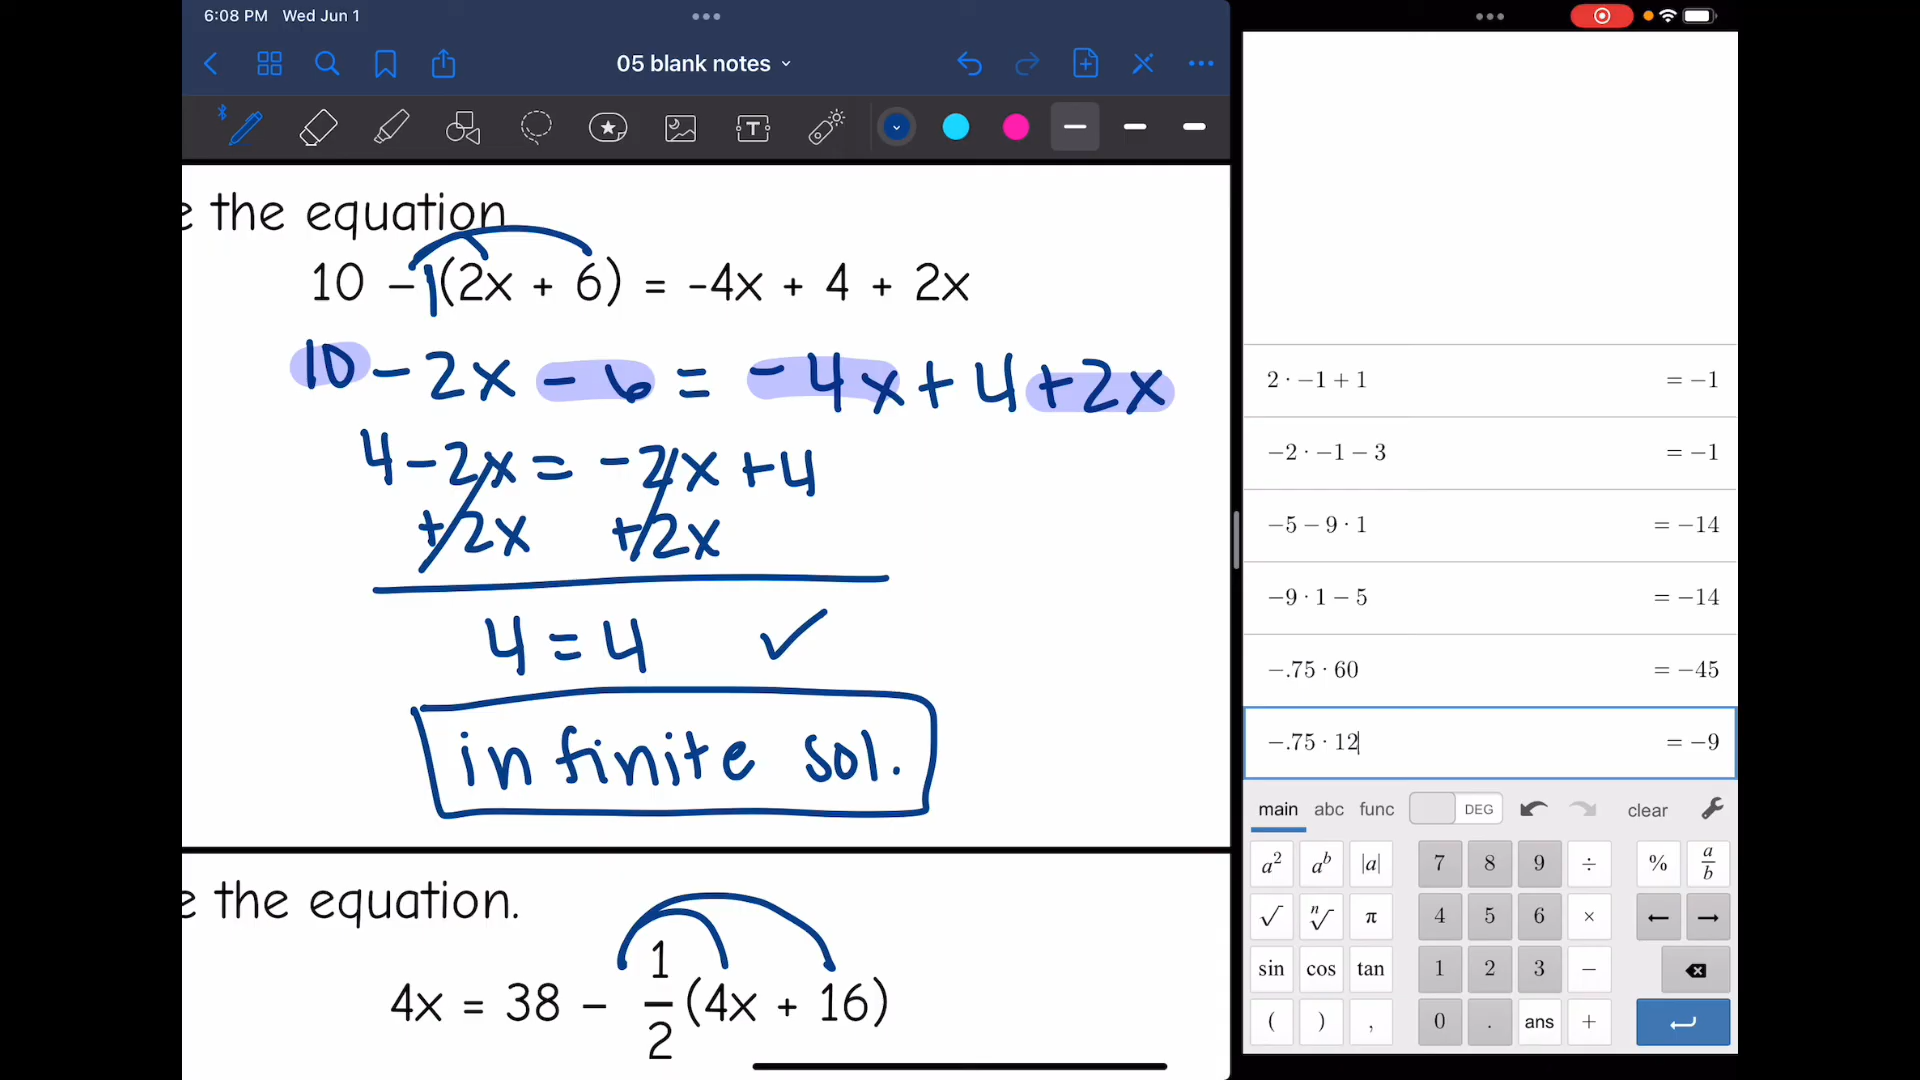 6:08 PM Wed Jun 1
05 blank notes
T
e the equation
10 - 1(2x + 6) = -4x + 4 + 2x
10 - 2x - 6 = -4x + 4 + 2x
4 - 2x = -2x + 4
+2x +2x
4 = 4 ✓
infinite sol.
e the equation.
4x = 38 - 1/2 (4x + 16)
2 · −1 + 1 = −1
−2 · −1 − 3 = −1
−5 − 9 · 1 = −14
−9 · 1 − 5 = −14
−.75 · 60 = −45
−.75 · 12 = −9
main abc func DEG clear
a² aᵇ |a| 7 8 9 ÷ % a/b
√ ⁿ√ π 4 5 6 × ← →
sin cos tan 1 2 3 −
( ) , 0 . ans +